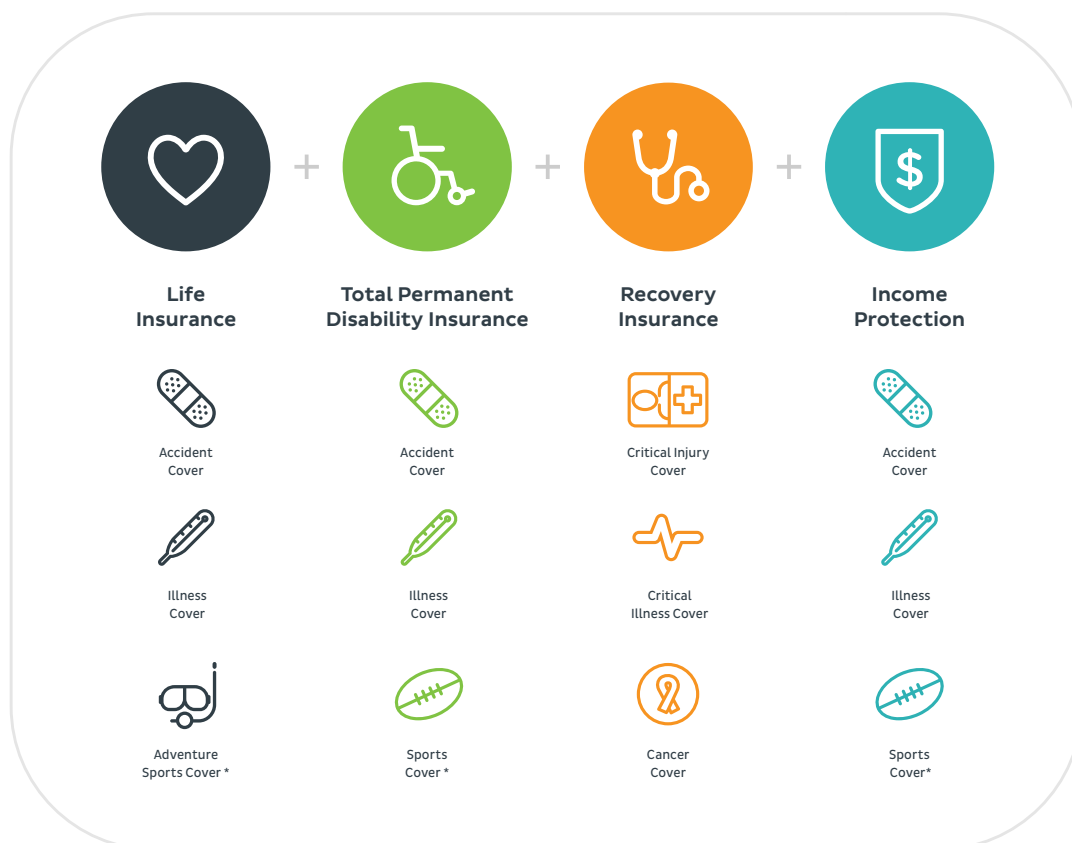 + + +
$
Life
Insurance
Total Permanent
Disability Insurance
Recovery
Insurance
Income
Protection
Accident
Cover
Accident
Cover
Critical Injury
Cover
Accident
Cover
Illness
Cover
Illness
Cover
Critical
Illness Cover
Illness
Cover
Adventure
Sports Cover *
Sports
Cover *
Cancer
Cover
Sports
Cover*